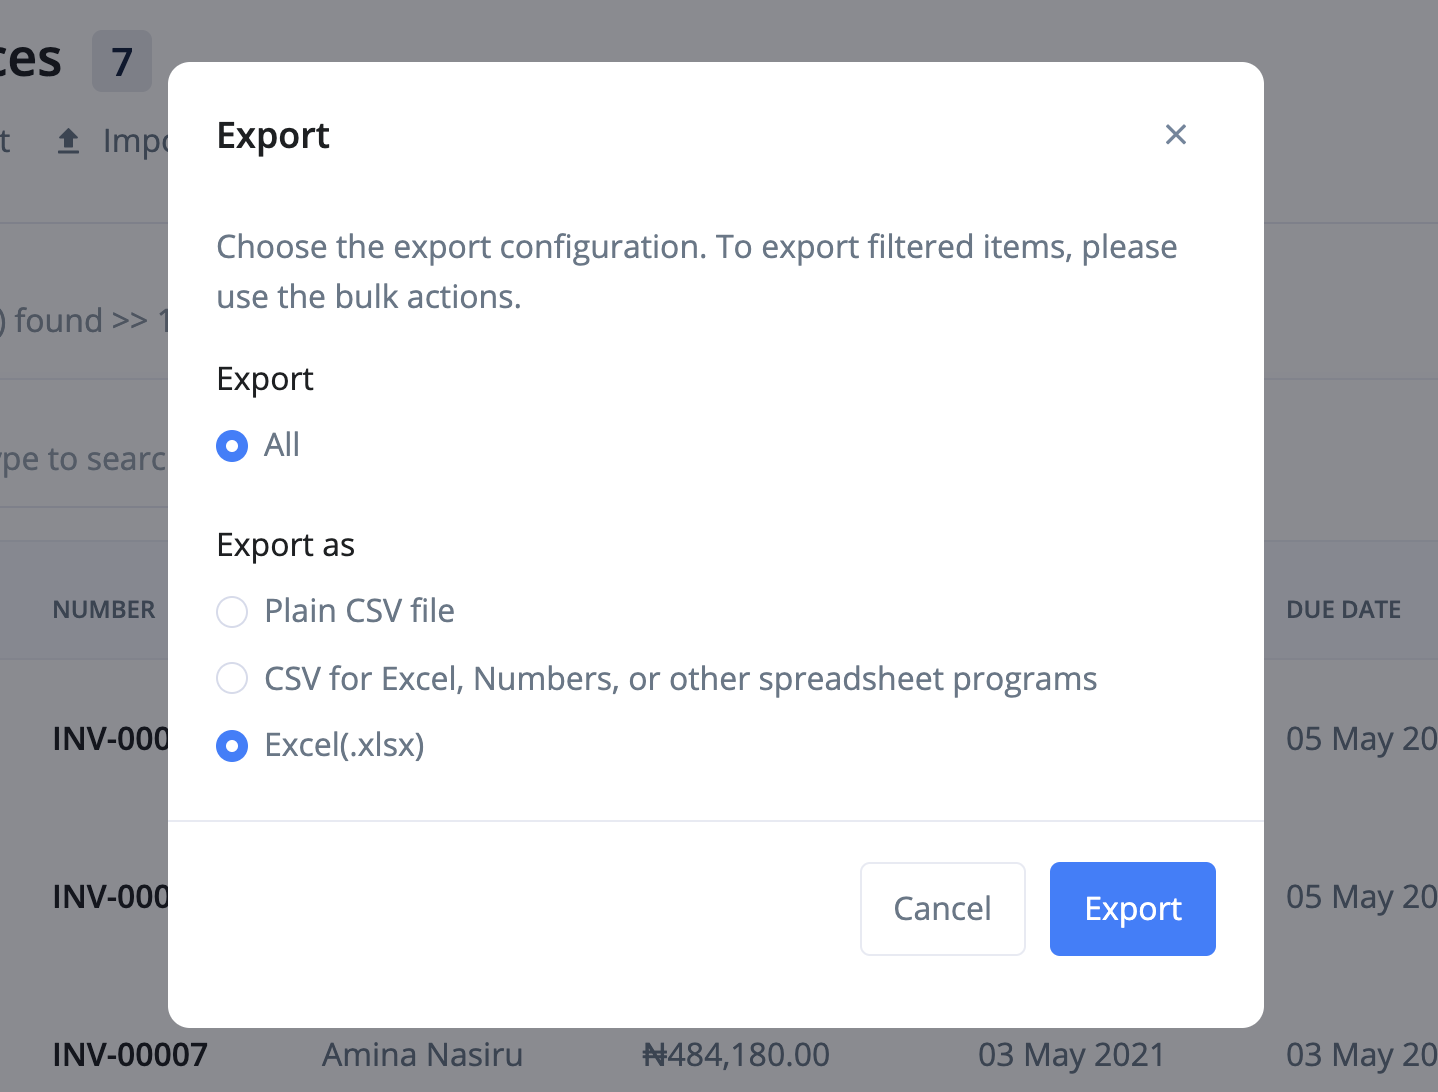 ces 7
t Impo
Export
Choose the export configuration. To export filtered items, please
use the bulk actions.
) found >> 1
Export
All
ype to searc
Export as
NUMBER
Plain CSV file
DUE DATE
CSV for Excel, Numbers, or other spreadsheet programs
INV-000
Excel(.xlsx)
05 May 20
INV-000
Cancel
Export
05 May 20
INV-00007 Amina Nasiru ₦484,180.00 03 May 2021 03 May 20